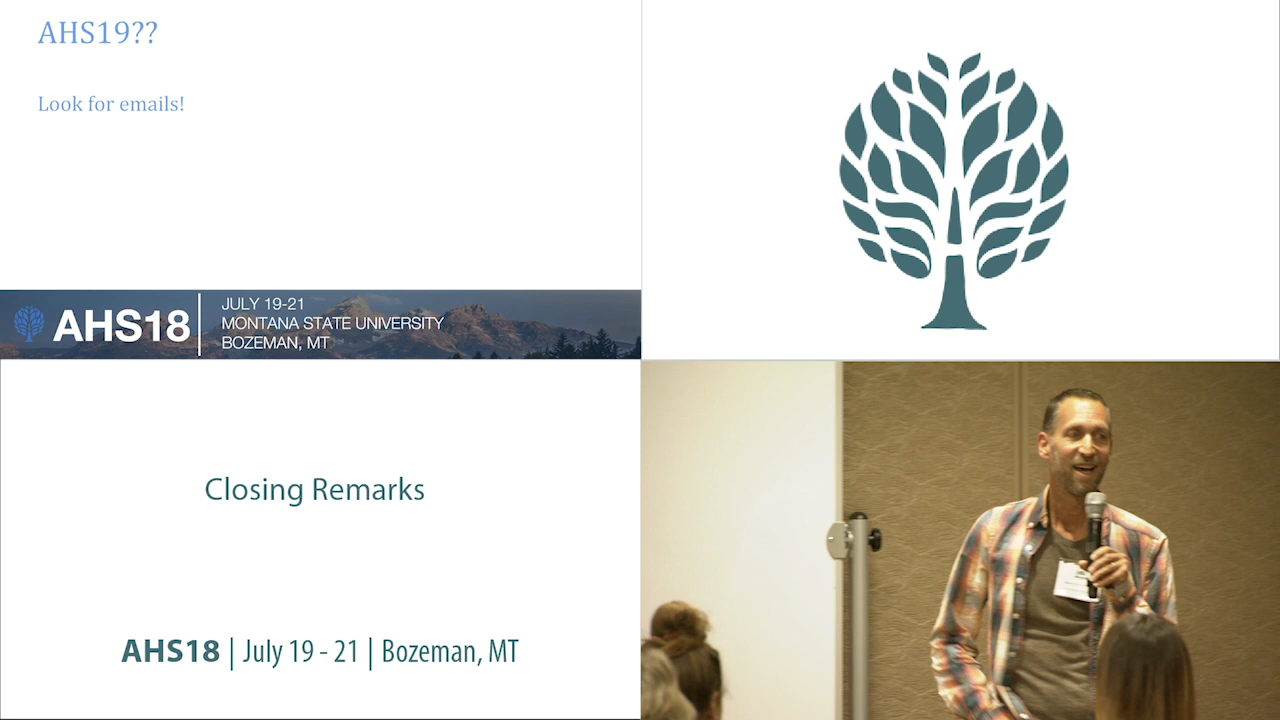 AHS19??
Look for emails!
AHS18
JULY 19-21
MONTANA STATE UNIVERSITY
BOZEMAN, MT
Closing Remarks
AHS18 | July 19 - 21 | Bozeman, MT